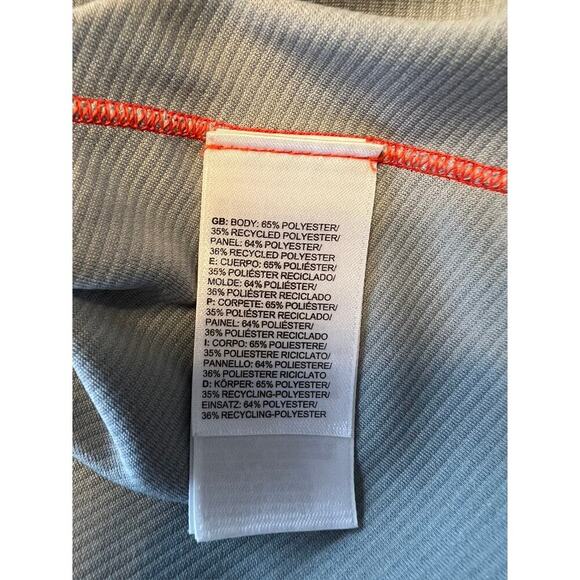 GB: BODY: 65% POLYESTER/
35% RECYCLED POLYESTER/
PANEL: 64% POLYESTER/
36% RECYCLED POLYESTER
E: CUERPO: 65% POLIÉSTER/
35% POLIÉSTER RECICLADO/
MOLDE: 64% POLIÉSTER/
36% POLIÉSTER RECICLADO
P: CORPETE: 65% POLIÉSTER/
35% POLIÉSTER RECICLADO/
PAINEL: 64% POLIÉSTER/
36% POLIÉSTER RECICLADO
I: CORPO: 65% POLIESTERE/
35% POLIESTERE RICICLATO/
PANNELLO: 64% POLIESTERE/
36% POLIESTERE RICICLATO
D: KÖRPER: 65% POLYESTER/
35% RECYCLING-POLYESTER/
EINSATZ: 64% POLYESTER/
36% RECYCLING-POLYESTER